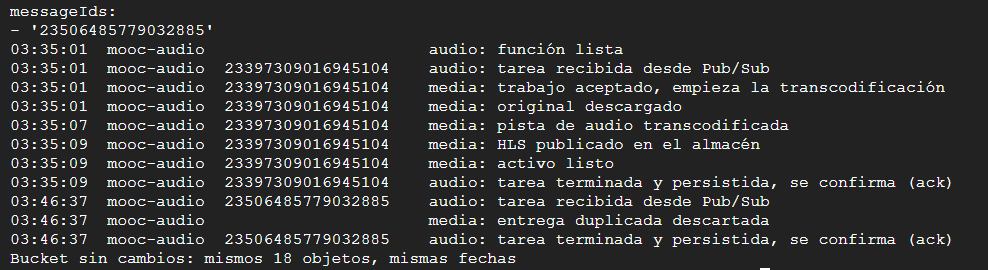 messageIds:
- '23506485779032885'
03:35:01  mooc-audio                       audio: función lista
03:35:01  mooc-audio  23397309016945104    audio: tarea recibida desde Pub/Sub
03:35:01  mooc-audio  23397309016945104    media: trabajo aceptado, empieza la transcodificación
03:35:01  mooc-audio  23397309016945104    media: original descargado
03:35:07  mooc-audio  23397309016945104    media: pista de audio transcodificada
03:35:09  mooc-audio  23397309016945104    media: HLS publicado en el almacén
03:35:09  mooc-audio  23397309016945104    media: activo listo
03:35:09  mooc-audio  23397309016945104    audio: tarea terminada y persistida, se confirma (ack)
03:46:37  mooc-audio  23506485779032885    audio: tarea recibida desde Pub/Sub
03:46:37  mooc-audio                       media: entrega duplicada descartada
03:46:37  mooc-audio  23506485779032885    audio: tarea terminada y persistida, se confirma (ack)
Bucket sin cambios: mismos 18 objetos, mismas fechas